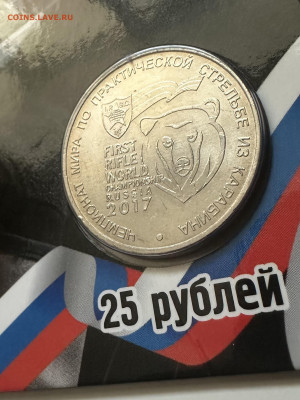 COINS.LAVE.RU
ЧЕМПИОНАТ МИРА ПО ПРАКТИЧЕСКОЙ СТРЕЛЬБЕ ИЗ КАРАБИНА
FIRST
RIFLE
WORLD
CHAMPIONSHIP
RUSSIA
2017
25 рублей